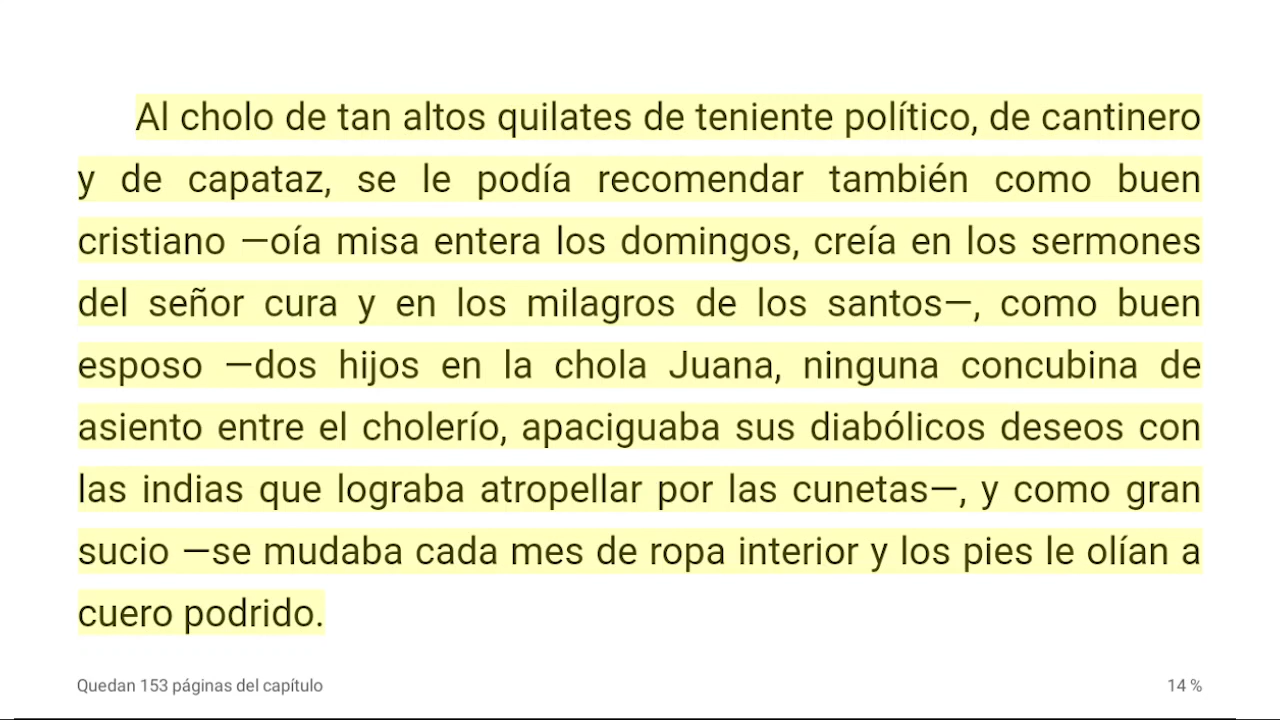 Al cholo de tan altos quilates de teniente político, de cantinero
y de capataz, se le podía recomendar también como buen
cristiano —oía misa entera los domingos, creía en los sermones
del señor cura y en los milagros de los santos—, como buen
esposo —dos hijos en la chola Juana, ninguna concubina de
asiento entre el cholerío, apaciguaba sus diabólicos deseos con
las indias que lograba atropellar por las cunetas—, y como gran
sucio —se mudaba cada mes de ropa interior y los pies le olían a
cuero podrido.
Quedan 153 páginas del capítulo
14 %